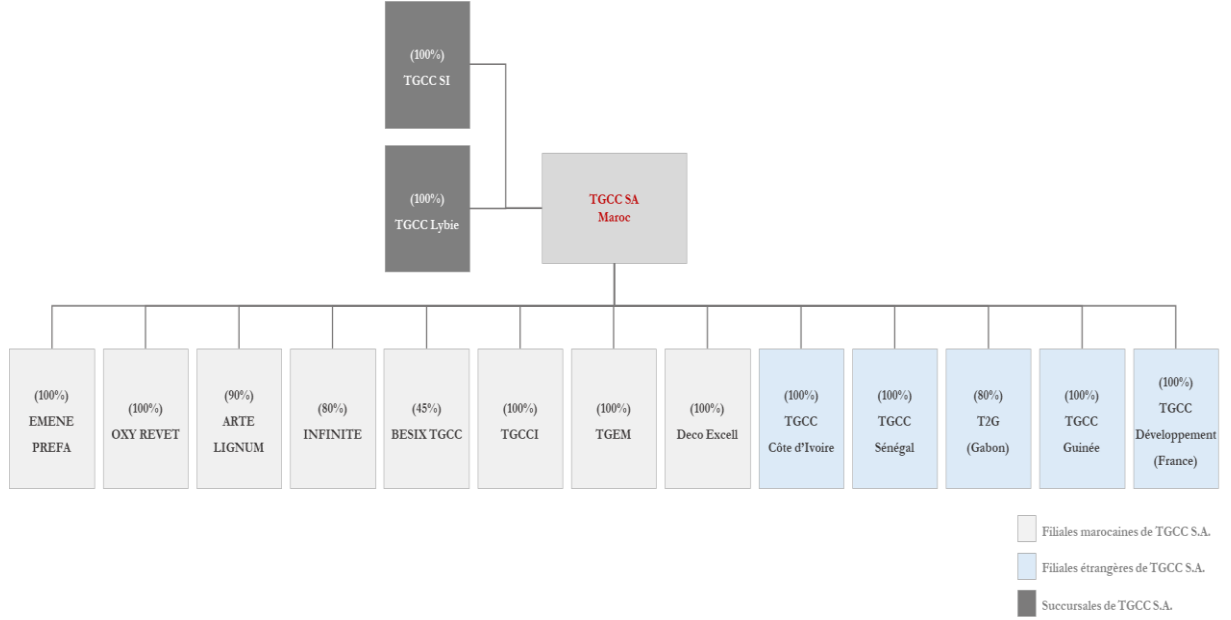 (100%)
TGCC SI
(100%)
TGCC Lybie
TGCC SA
Maroc
(100%)
EMENE
PREFA
(100%)
OXY REVET
(90%)
ARTE
LIGNUM
(80%)
INFINITE
(45%)
BESIX TGCC
(100%)
TGCCI
(100%)
TGEM
(100%)
Deco Excell
(100%)
TGCC
Côte d'Ivoire
(100%)
TGCC
Sénégal
(80%)
T2G
(Gabon)
(100%)
TGCC
Guinée
(100%)
TGCC
Développement
(France)
Filiales marocaines de TGCC S.A.
Filiales étrangères de TGCC S.A.
Succursales de TGCC S.A.